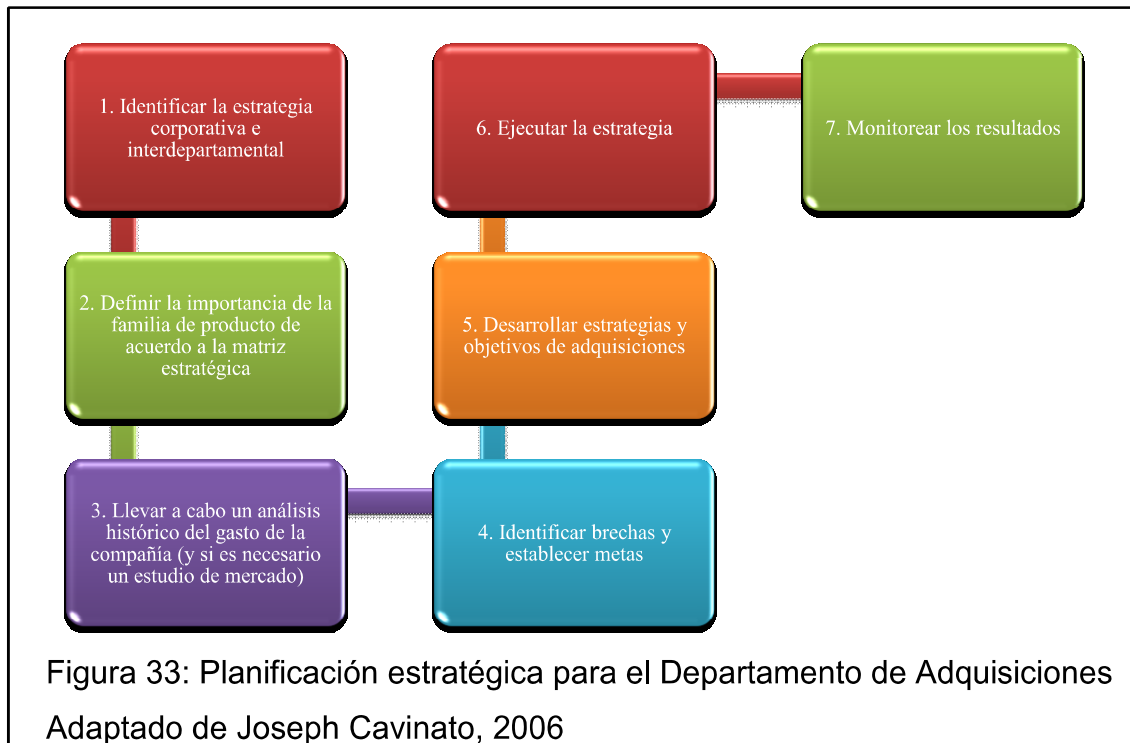 1. Identificar la estrategia
corporativa e
interdepartamental
2. Definir la importancia de la
familia de producto de
acuerdo a la matriz
estratégica
3. Llevar a cabo un análisis
histórico del gasto de la
compañía (y si es necesario
un estudio de mercado)
4. Identificar brechas y
establecer metas
5. Desarrollar estrategias y
objetivos de adquisiciones
6. Ejecutar la estrategia
7. Monitorear los resultados
Figura 33: Planificación estratégica para el Departamento de Adquisiciones
Adaptado de Joseph Cavinato, 2006